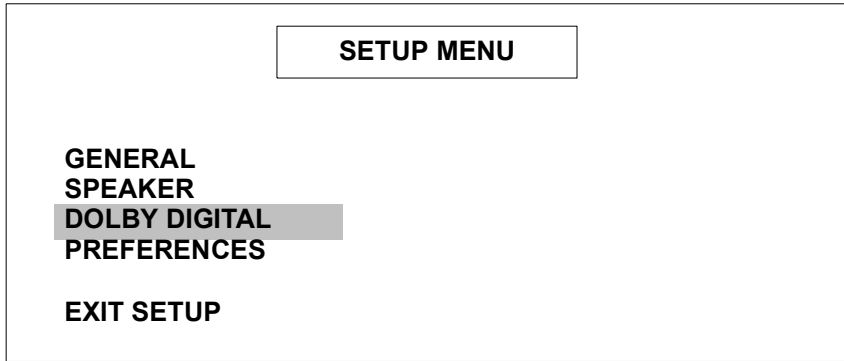 SETUP MENU
GENERAL
SPEAKER
DOLBY DIGITAL
PREFERENCES
EXIT SETUP